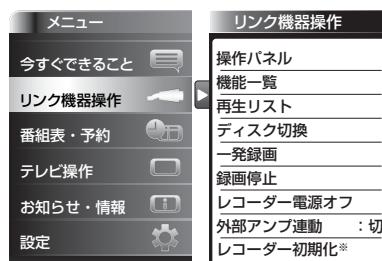 メニュー
今すぐできること
リンク機器操作
番組表・予約
テレビ操作
お知らせ・情報
設定
リンク機器操作
操作パネル
機能一覧
再生リスト
ディスク切換
一発録画
録画停止
レコーダー電源オフ
外部アンプ連動　：切
レコーダー初期化※